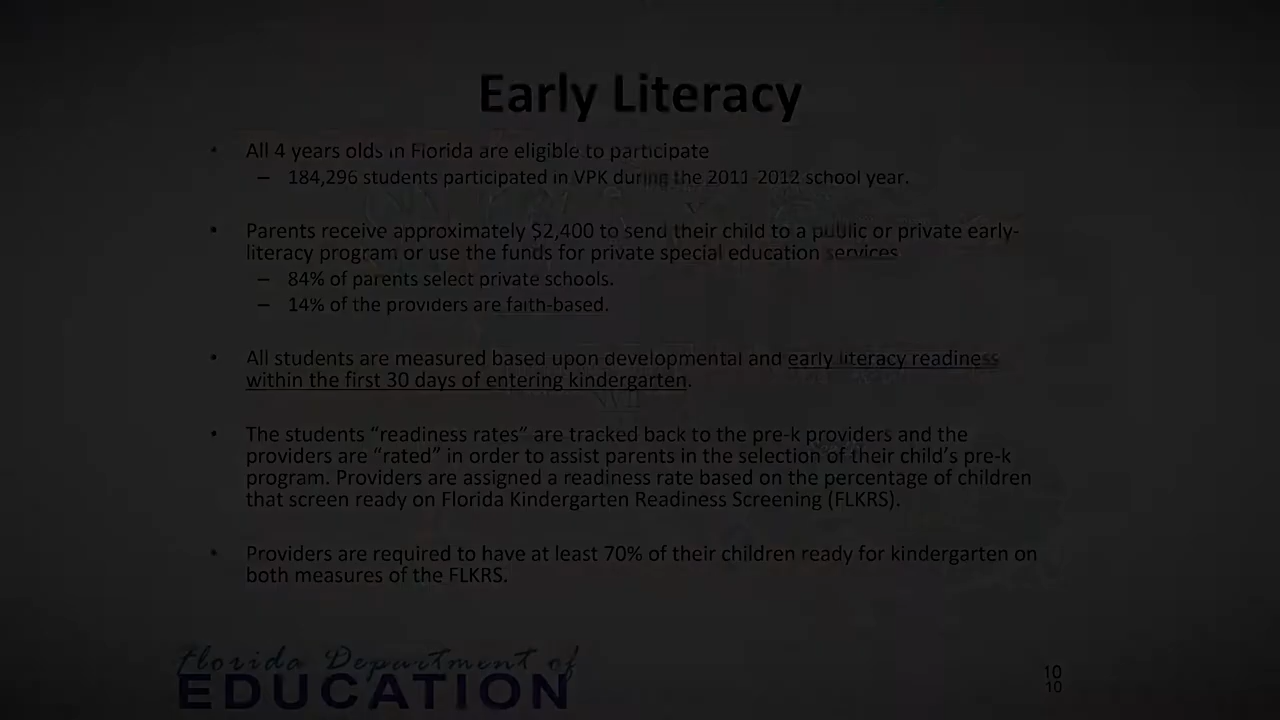 Early Literacy
• All 4 years olds in Florida are eligible to participate
– 184,296 students participated in VPK during the 2011-2012 school year.
• Parents receive approximately $2,400 to send their child to a public or private early-
literacy program or use the funds for private special education services
– 84% of parents select private schools.
– 14% of the providers are faith-based.
• All students are measured based upon developmental and early literacy readiness
within the first 30 days of entering kindergarten.
• The students “readiness rates” are tracked back to the pre-k providers and the
providers are “rated” in order to assist parents in the selection of their child’s pre-k
program. Providers are assigned a readiness rate based on the percentage of children
that screen ready on Florida Kindergarten Readiness Screening (FLKRS).
• Providers are required to have at least 70% of their children ready for kindergarten on
both measures of the FLKRS.
Florida Department of
EDUCATION
10
10